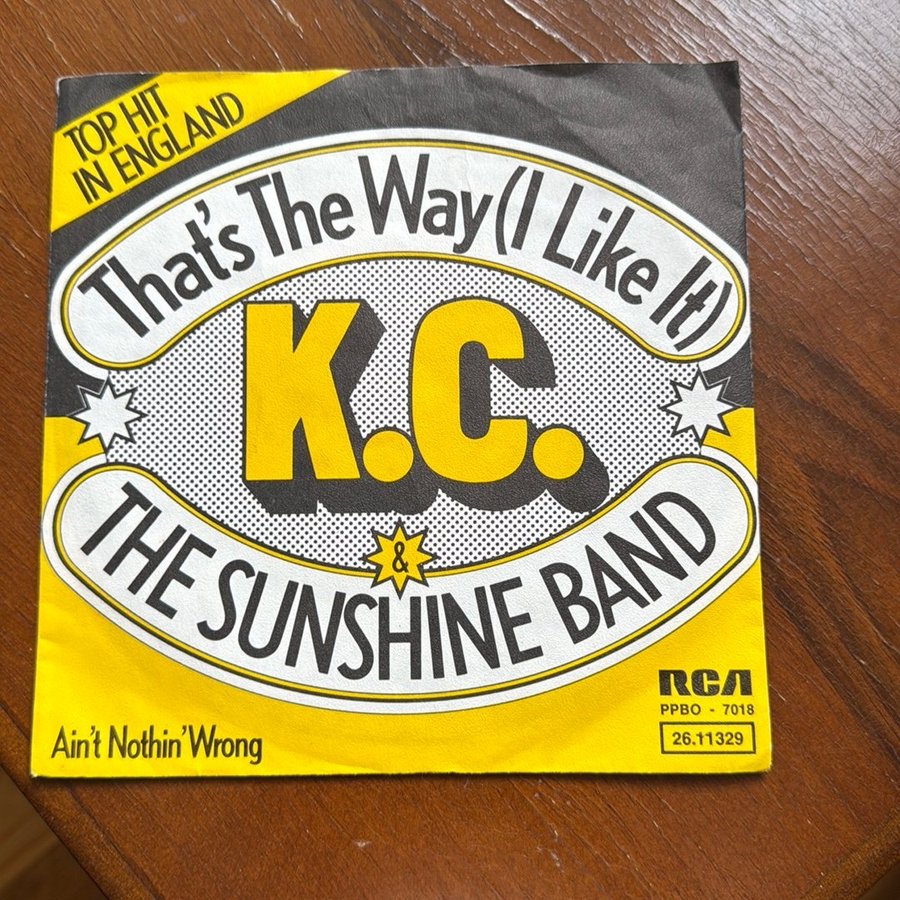 TOP HIT
IN ENGLAND
That's The Way (I Like It)
K.C.
&
THE SUNSHINE BAND
RCA
PPBO - 7018
26.11329
Ain't Nothin' Wrong